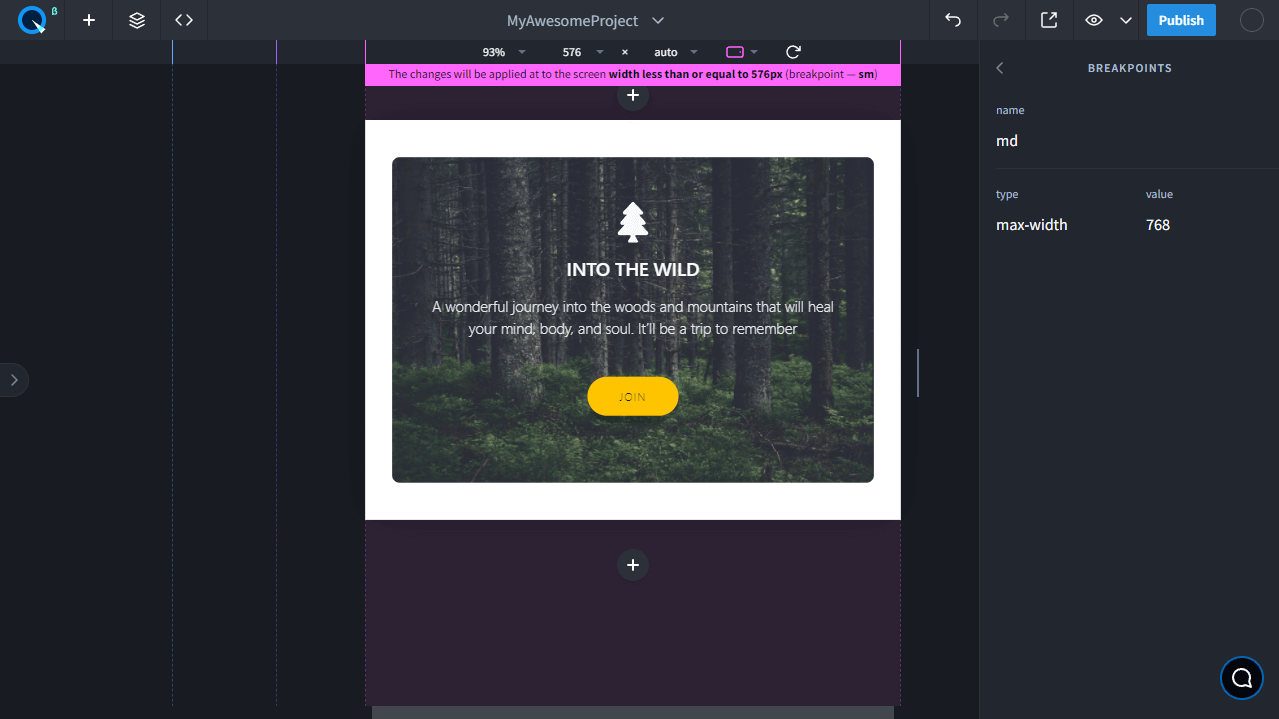 β
MyAwesomeProject
Publish
93% 576 × auto
The changes will be applied at to the screen width less than or equal to 576px (breakpoint — sm)
BREAKPOINTS
name
md
type value
max-width 768
INTO THE WILD
A wonderful journey into the woods and mountains that will heal
your mind, body, and soul. It'll be a trip to remember
JOIN